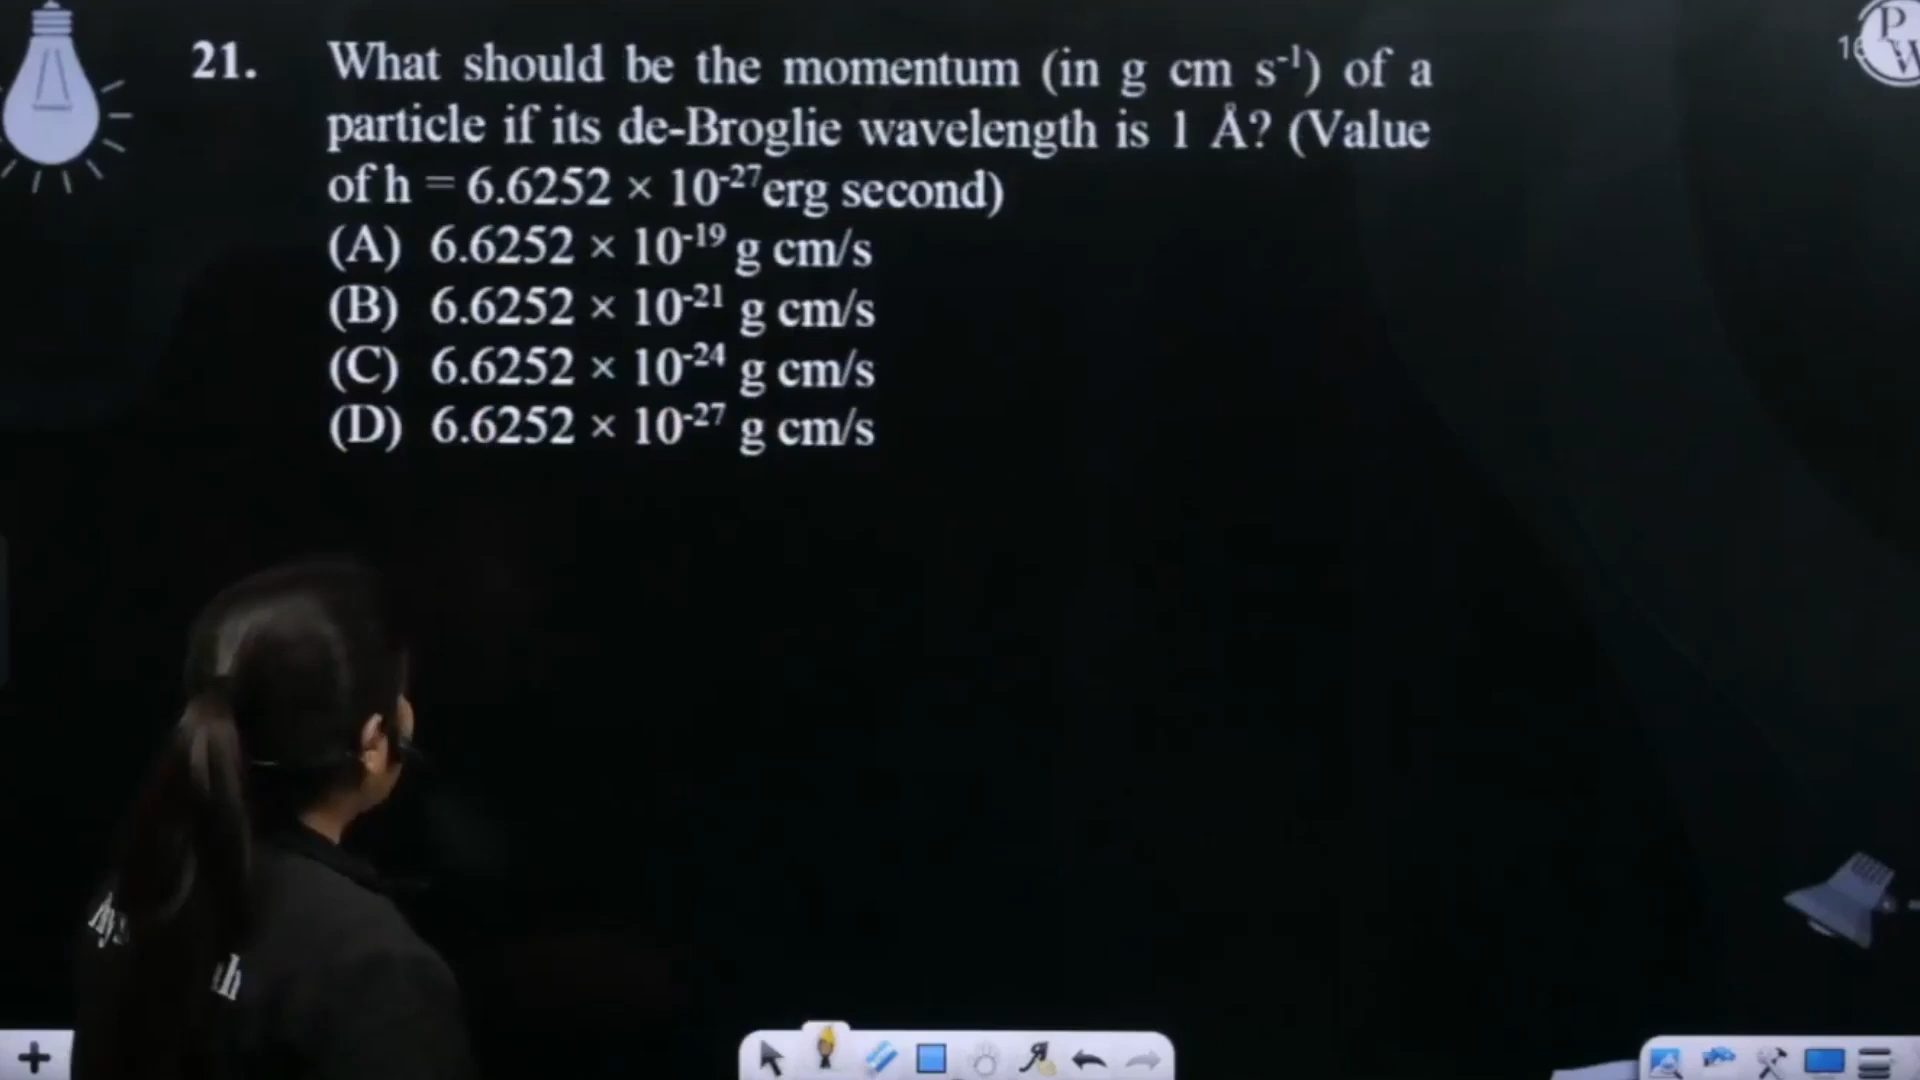 21. What should be the momentum (in g cm s⁻¹) of a
particle if its de-Broglie wavelength is 1 Å? (Value
of h = 6.6252 × 10⁻²⁷erg second)
(A) 6.6252 × 10⁻¹⁹ g cm/s
(B) 6.6252 × 10⁻²¹ g cm/s
(C) 6.6252 × 10⁻²⁴ g cm/s
(D) 6.6252 × 10⁻²⁷ g cm/s
P
W